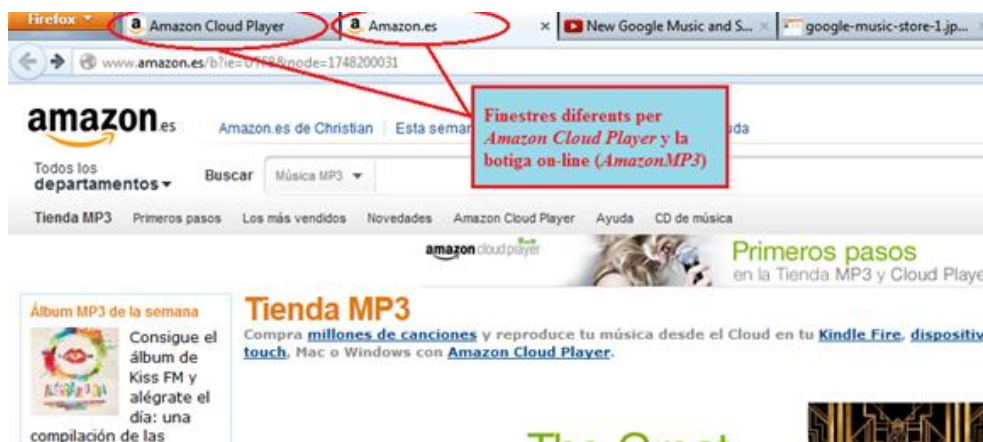 Firefox
Amazon Cloud Player
Amazon.es
New Google Music and S...
google-music-store-1.jp...
www.amazon.es/b?ie=UTF8&node=1748200031
amazon.es
Amazon.es de Christian
Esta
Finestres diferents per
Amazon Cloud Player y la
botiga on-line (AmazonMP3)
Todos los
departamentos
Buscar
Música MP3
Tienda MP3
Primeros pasos
Los más vendidos
Novedades
Amazon Cloud Player
Ayuda
CD de música
amazon cloud player
Primeros pasos
en la Tienda MP3 y Cloud Playe
Álbum MP3 de la semana
Consigue el
álbum de
Kiss FM y
alégrate el
día: una
compilación de las
Tienda MP3
Compra millones de canciones y reproduce tu música desde el Cloud en tu Kindle Fire, dispositiv
touch, Mac o Windows con Amazon Cloud Player.
The Great